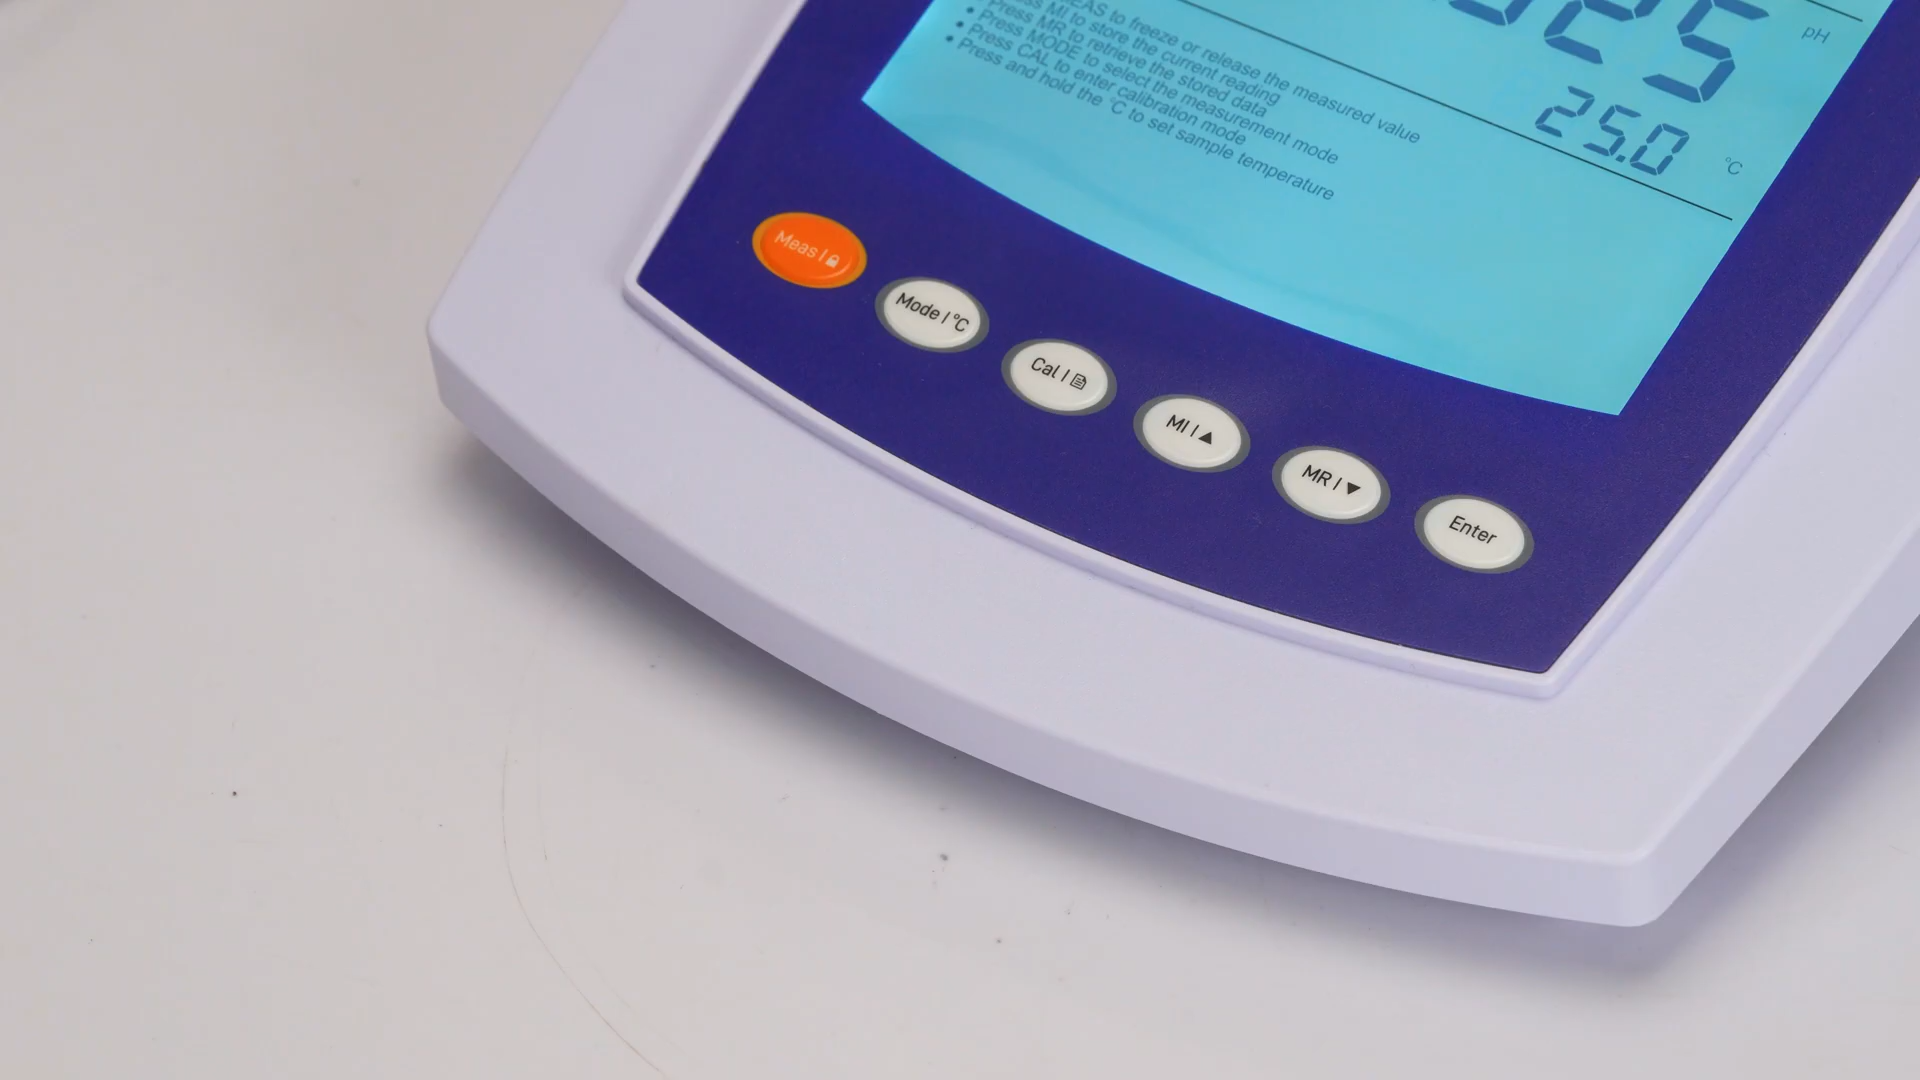 25 pH
25.0 °C
MEAS to freeze or release the measured value
Press MI to store the current reading
• Press MR to retrieve the stored data
• Press MODE to select the measurement mode
• Press CAL to enter calibration mode
Press and hold the °C to set sample temperature
Meas |
Mode | °C
Cal |
MI | ▲
MR | ▼
Enter